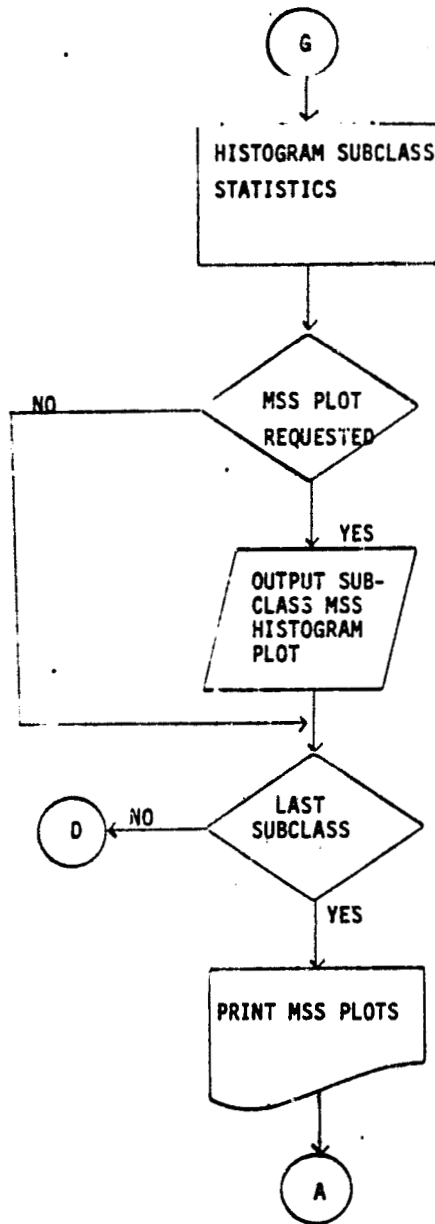 G
HISTOGRAM SUBCLASS
STATISTICS
NO
MSS PLOT
REQUESTED
YES
OUTPUT SUB-
CLASS MSS
HISTOGRAM
PLOT
LAST
SUBCLASS
D
NO
YES
PRINT MSS PLOTS
A